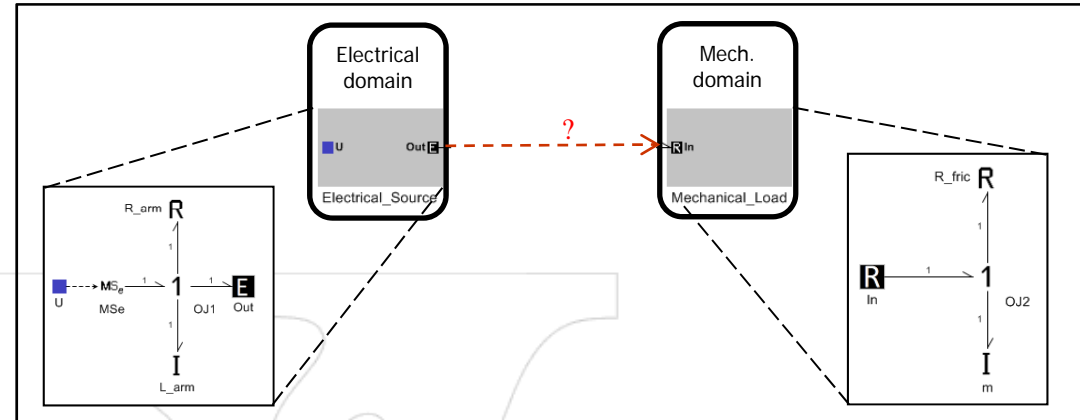 Electrical
domain
U
Out E
Electrical_Source
?
Mech.
domain
R In
Mechanical_Load
R_arm R
1
U
MSe
MSe
1
1
OJ1
1
E
Out
1
I
L_arm
R_fric R
1
R
In
1
1
OJ2
1
I
m